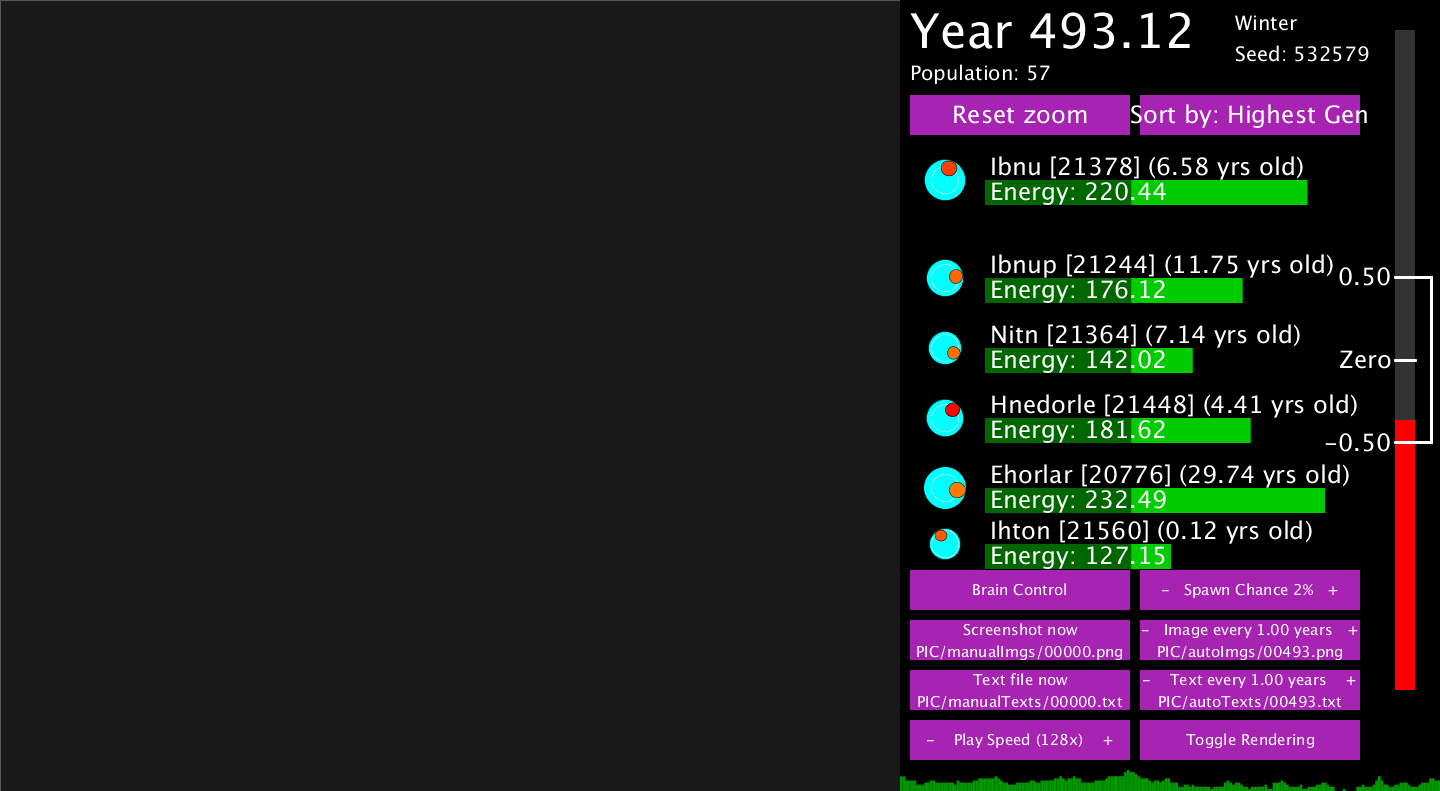 Year 493.12
Winter
Seed: 532579
Population: 57
Reset zoom
Sort by: Highest Gen
Ibnu [21378] (6.58 yrs old)
Energy: 220.44
Ibnup [21244] (11.75 yrs old)
Energy: 176.12
0.50
Nitn [21364] (7.14 yrs old)
Energy: 142.02
Zero
Hnedorle [21448] (4.41 yrs old)
Energy: 181.62
-0.50
Ehorlar [20776] (29.74 yrs old)
Energy: 232.49
Ihton [21560] (0.12 yrs old)
Energy: 127.15
Brain Control
- Spawn Chance 2% +
Screenshot now
PIC/manualImgs/00000.png
- Image every 1.00 years +
PIC/autoImgs/00493.png
Text file now
PIC/manualTexts/00000.txt
- Text every 1.00 years +
PIC/autoTexts/00493.txt
- Play Speed (128x) +
Toggle Rendering